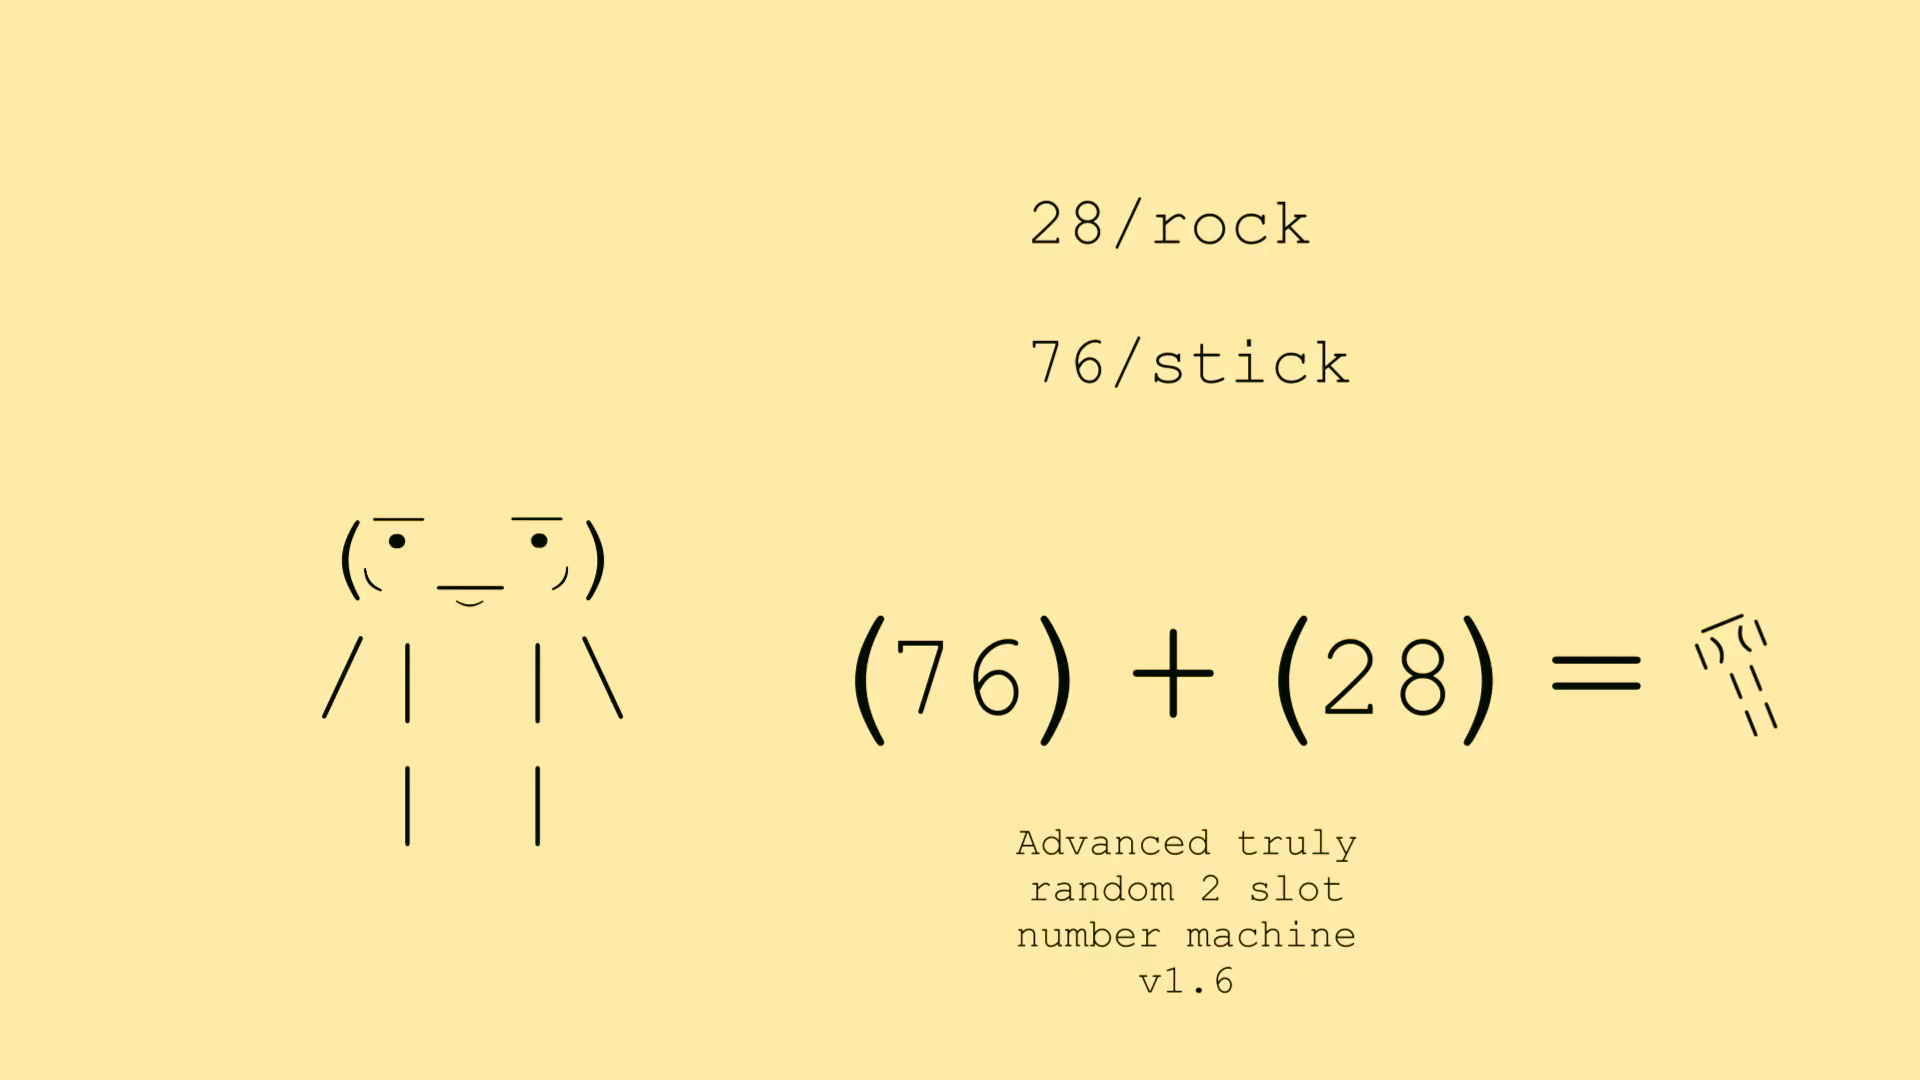 28/rock
76/stick
(76) + (28) =
Advanced truly
random 2 slot
number machine
v1.6